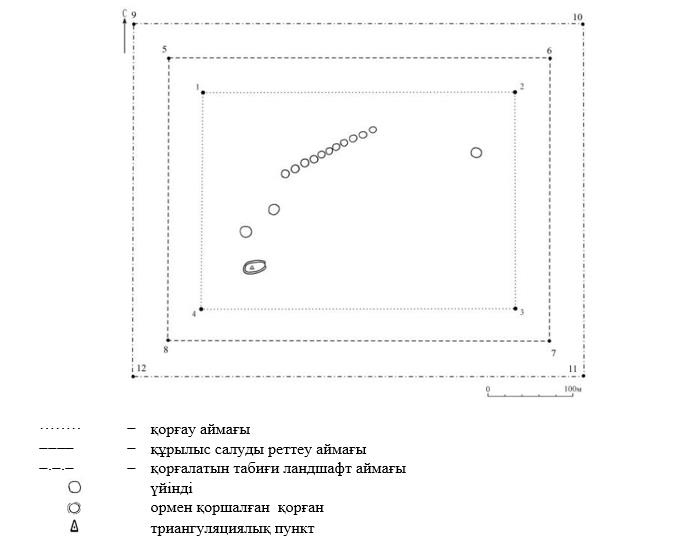 С 9
10
5
6
1
2
4
3
8
7
12
11
0 100м
– қорғау аймағы
– құрылыс салуды реттеу аймағы
– қорғалатын табиғи ландшафт аймағы
үйінді
ормен қоршалған қорған
триангуляциялық пункт